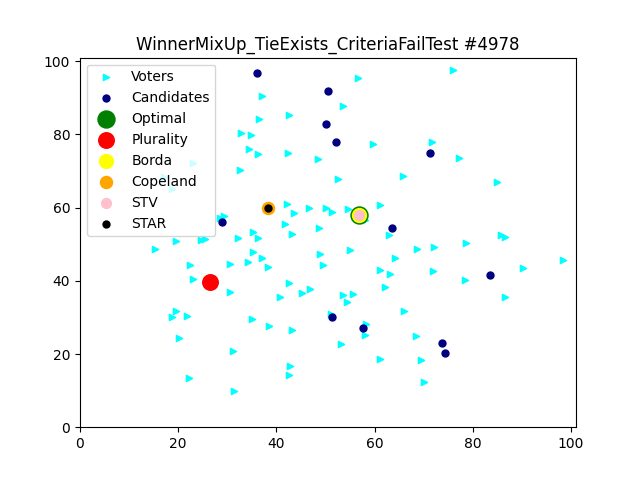 WinnerMixUp_TieExists_CriteriaFailTest #4978
100
80
60
40
20
0
Voters
Candidates
Optimal
Plurality
Borda
Copeland
STV
STAR
0 20 40 60 80 100